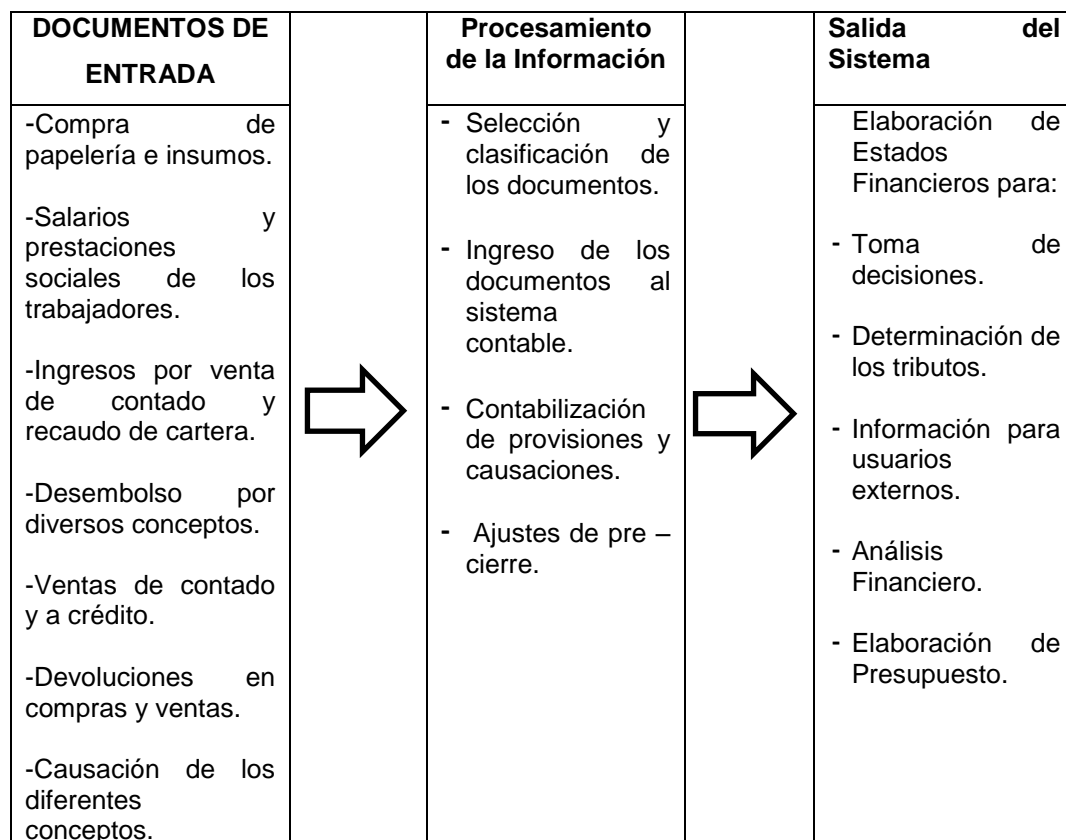 DOCUMENTOS DE
ENTRADA
-Compra de
papelería e insumos.
-Salarios y
prestaciones
sociales de los
trabajadores.
-Ingresos por venta
de contado y
recaudo de cartera.
-Desembolso por
diversos conceptos.
-Ventas de contado
y a crédito.
-Devoluciones en
compras y ventas.
-Causación de los
diferentes
conceptos.
Procesamiento
de la Información
- Selección y
clasificación de
los documentos.
- Ingreso de los
documentos al
sistema
contable.
- Contabilización
de provisiones y
causaciones.
- Ajustes de pre –
cierre.
Salida del
Sistema
Elaboración de
Estados
Financieros para:
- Toma de
decisiones.
- Determinación de
los tributos.
- Información para
usuarios
externos.
- Análisis
Financiero.
- Elaboración de
Presupuesto.